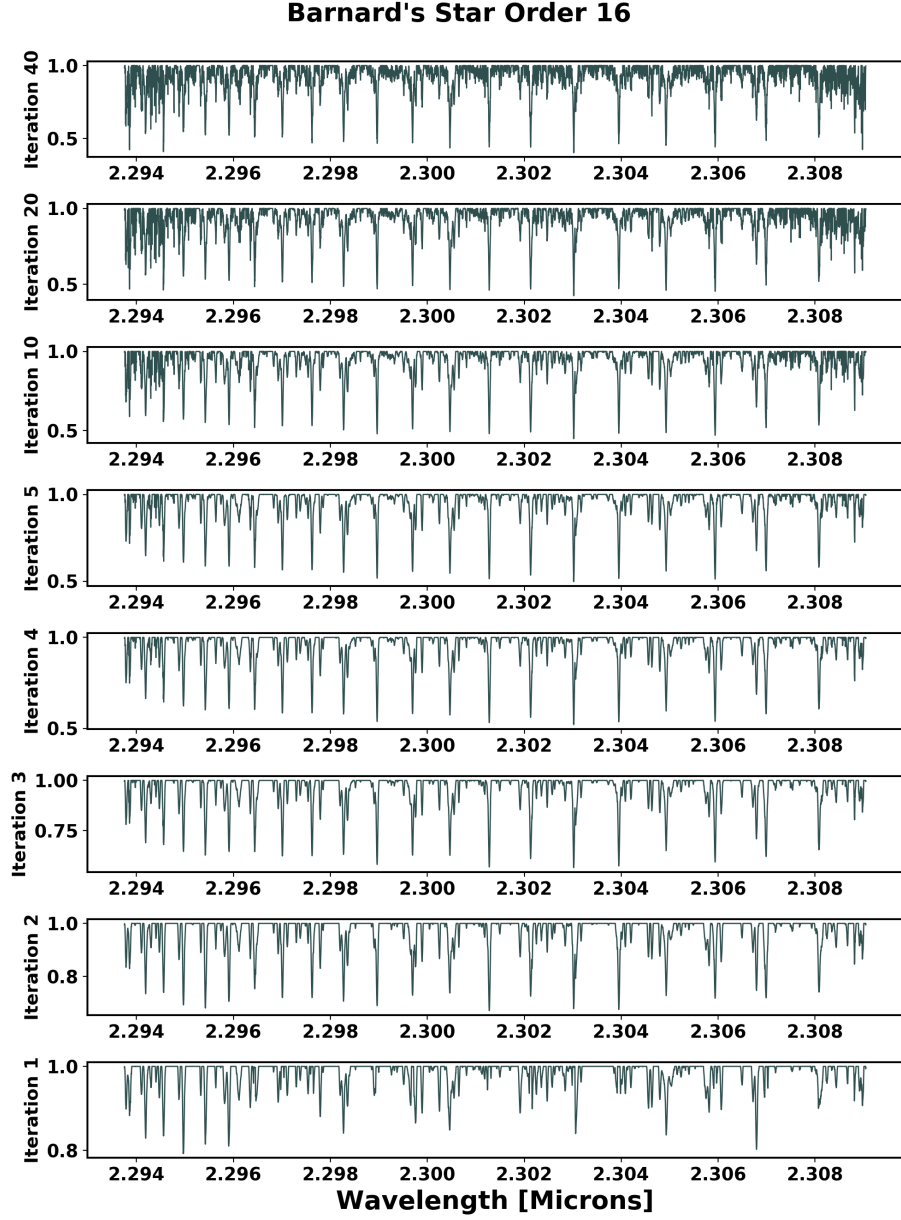 Barnard's Star Order 16
Iteration 40
1.0
0.5
2.294 2.296 2.298 2.300 2.302 2.304 2.306 2.308
Iteration 20
1.0
0.5
2.294 2.296 2.298 2.300 2.302 2.304 2.306 2.308
Iteration 10
1.0
0.5
2.294 2.296 2.298 2.300 2.302 2.304 2.306 2.308
Iteration 5
1.0
0.5
2.294 2.296 2.298 2.300 2.302 2.304 2.306 2.308
Iteration 4
1.0
0.5
2.294 2.296 2.298 2.300 2.302 2.304 2.306 2.308
Iteration 3
1.00
0.75
2.294 2.296 2.298 2.300 2.302 2.304 2.306 2.308
Iteration 2
1.0
0.8
2.294 2.296 2.298 2.300 2.302 2.304 2.306 2.308
Iteration 1
1.0
0.8
2.294 2.296 2.298 2.300 2.302 2.304 2.306 2.308
Wavelength [Microns]